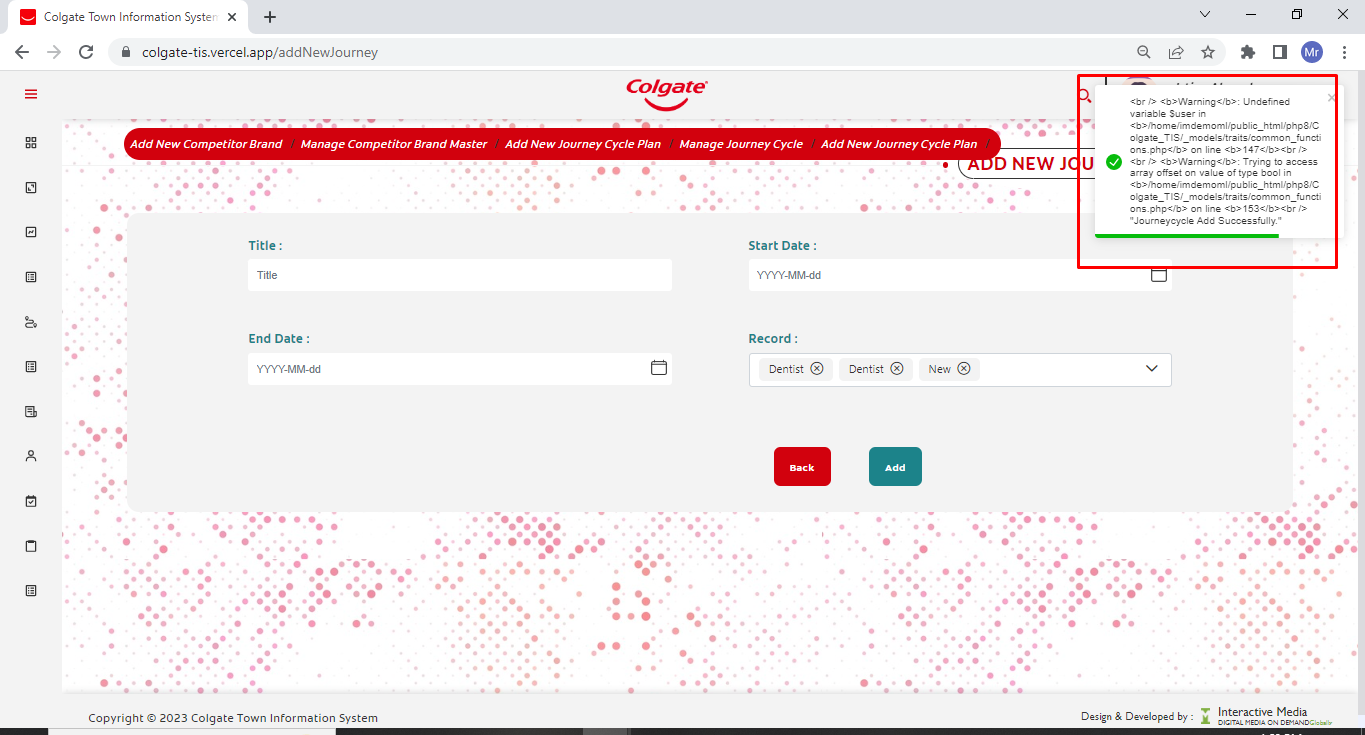 Colgate Town Information System
colgate-tis.vercel.app/addNewJourney
Mr
Colgate
Add New Competitor Brand / Manage Competitor Brand Master / Add New Journey Cycle Plan / Manage Journey Cycle / Add New Journey Cycle Plan /
ADD NEW JOU
<br /> <b>Warning</b>: Undefined
variable $user in
<b>/home/imdemoml/public_html/php8/C
olgate_TIS/_models/traits/common_functi
ons.php</b> on line <b>147</b><br />
<br /> <b>Warning</b>: Trying to access
array offset on value of type bool in
<b>/home/imdemoml/public_html/php8/C
olgate_TIS/_models/traits/common_functi
ons.php</b> on line <b>153</b><br />
"Journeycycle Add Successfully."
Title :
Start Date :
Title
YYYY-MM-dd
End Date :
Record :
YYYY-MM-dd
Dentist
Dentist
New
Back
Add
Copyright © 2023 Colgate Town Information System
Design & Developed by :
Interactive Media
DIGITAL MEDIA ON DEMAND Globally